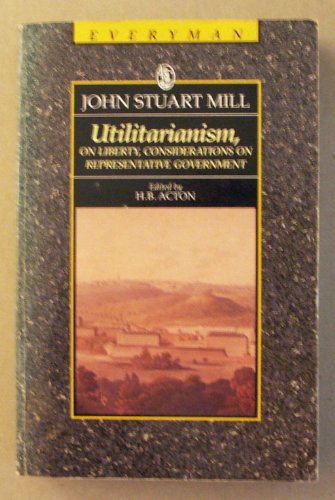 EVERYMAN
JOHN STUART MILL
Utilitarianism,
ON LIBERTY, CONSIDERATIONS ON
REPRESENTATIVE GOVERNMENT
Edited by
H.B. ACTON